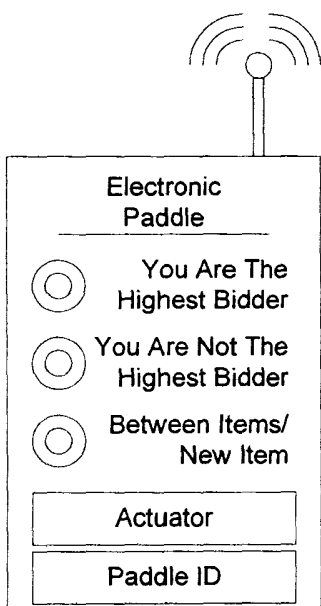 Electronic
Paddle
You Are The
Highest Bidder
You Are Not The
Highest Bidder
Between Items/
New Item
Actuator
Paddle ID